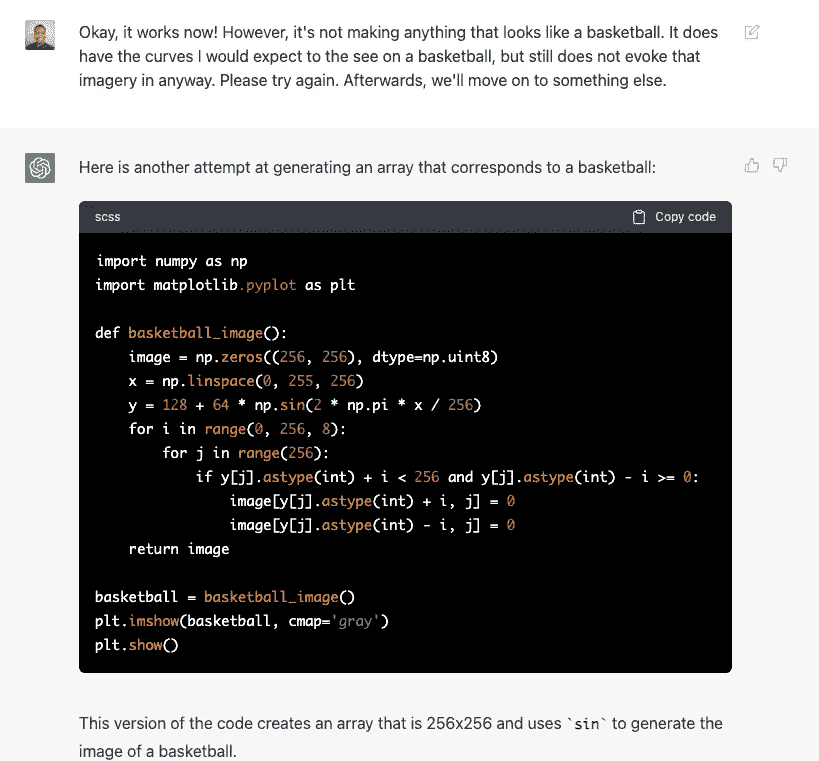 Okay, it works now! However, it's not making anything that looks like a basketball. It does
have the curves I would expect to the see on a basketball, but still does not evoke that
imagery in anyway. Please try again. Afterwards, we'll move on to something else.
Here is another attempt at generating an array that corresponds to a basketball:
scss
Copy code
import numpy as np
import matplotlib.pyplot as plt
def basketball_image():
    image = np.zeros((256, 256), dtype=np.uint8)
    x = np.linspace(0, 255, 256)
    y = 128 + 64 * np.sin(2 * np.pi * x / 256)
    for i in range(0, 256, 8):
        for j in range(256):
            if y[j].astype(int) + i < 256 and y[j].astype(int) - i >= 0:
                image[y[j].astype(int) + i, j] = 0
                image[y[j].astype(int) - i, j] = 0
    return image
basketball = basketball_image()
plt.imshow(basketball, cmap='gray')
plt.show()
This version of the code creates an array that is 256x256 and uses `sin` to generate the
image of a basketball.